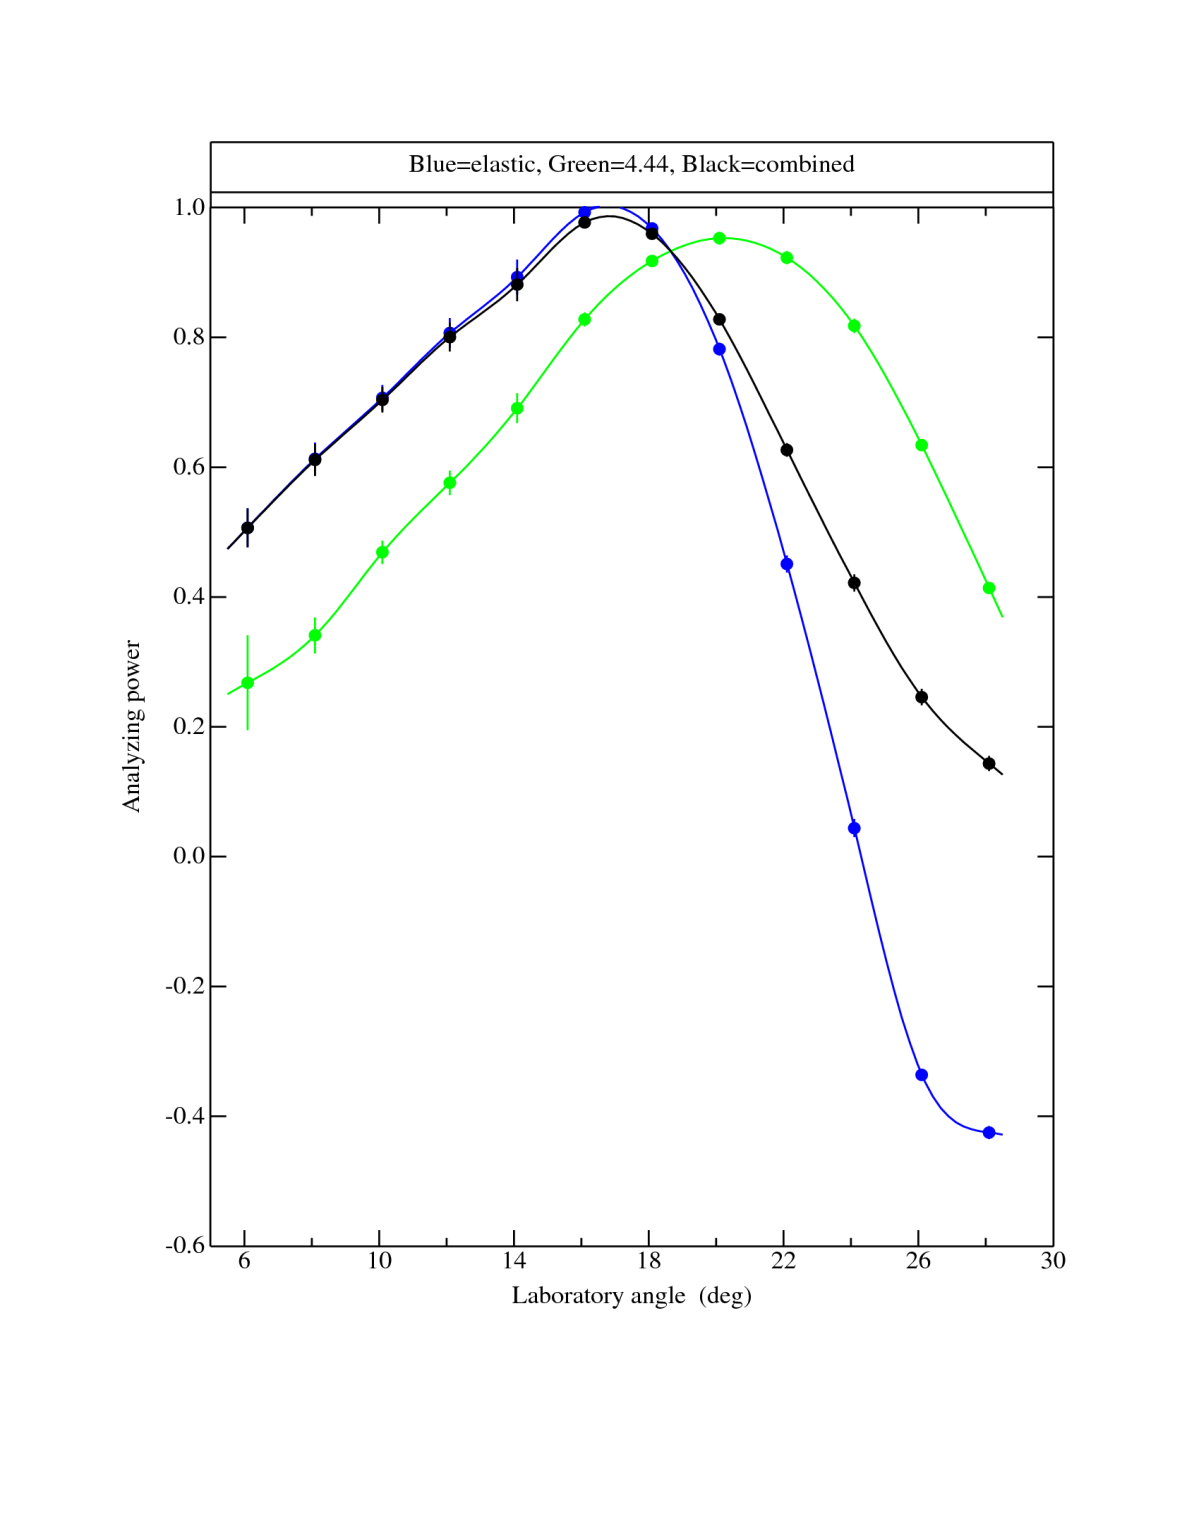 Blue=elastic, Green=4.44, Black=combined
1.0
0.8
0.6
0.4
0.2
0.0
-0.2
-0.4
-0.6
Analyzing power
6 10 14 18 22 26 30
Laboratory angle (deg)